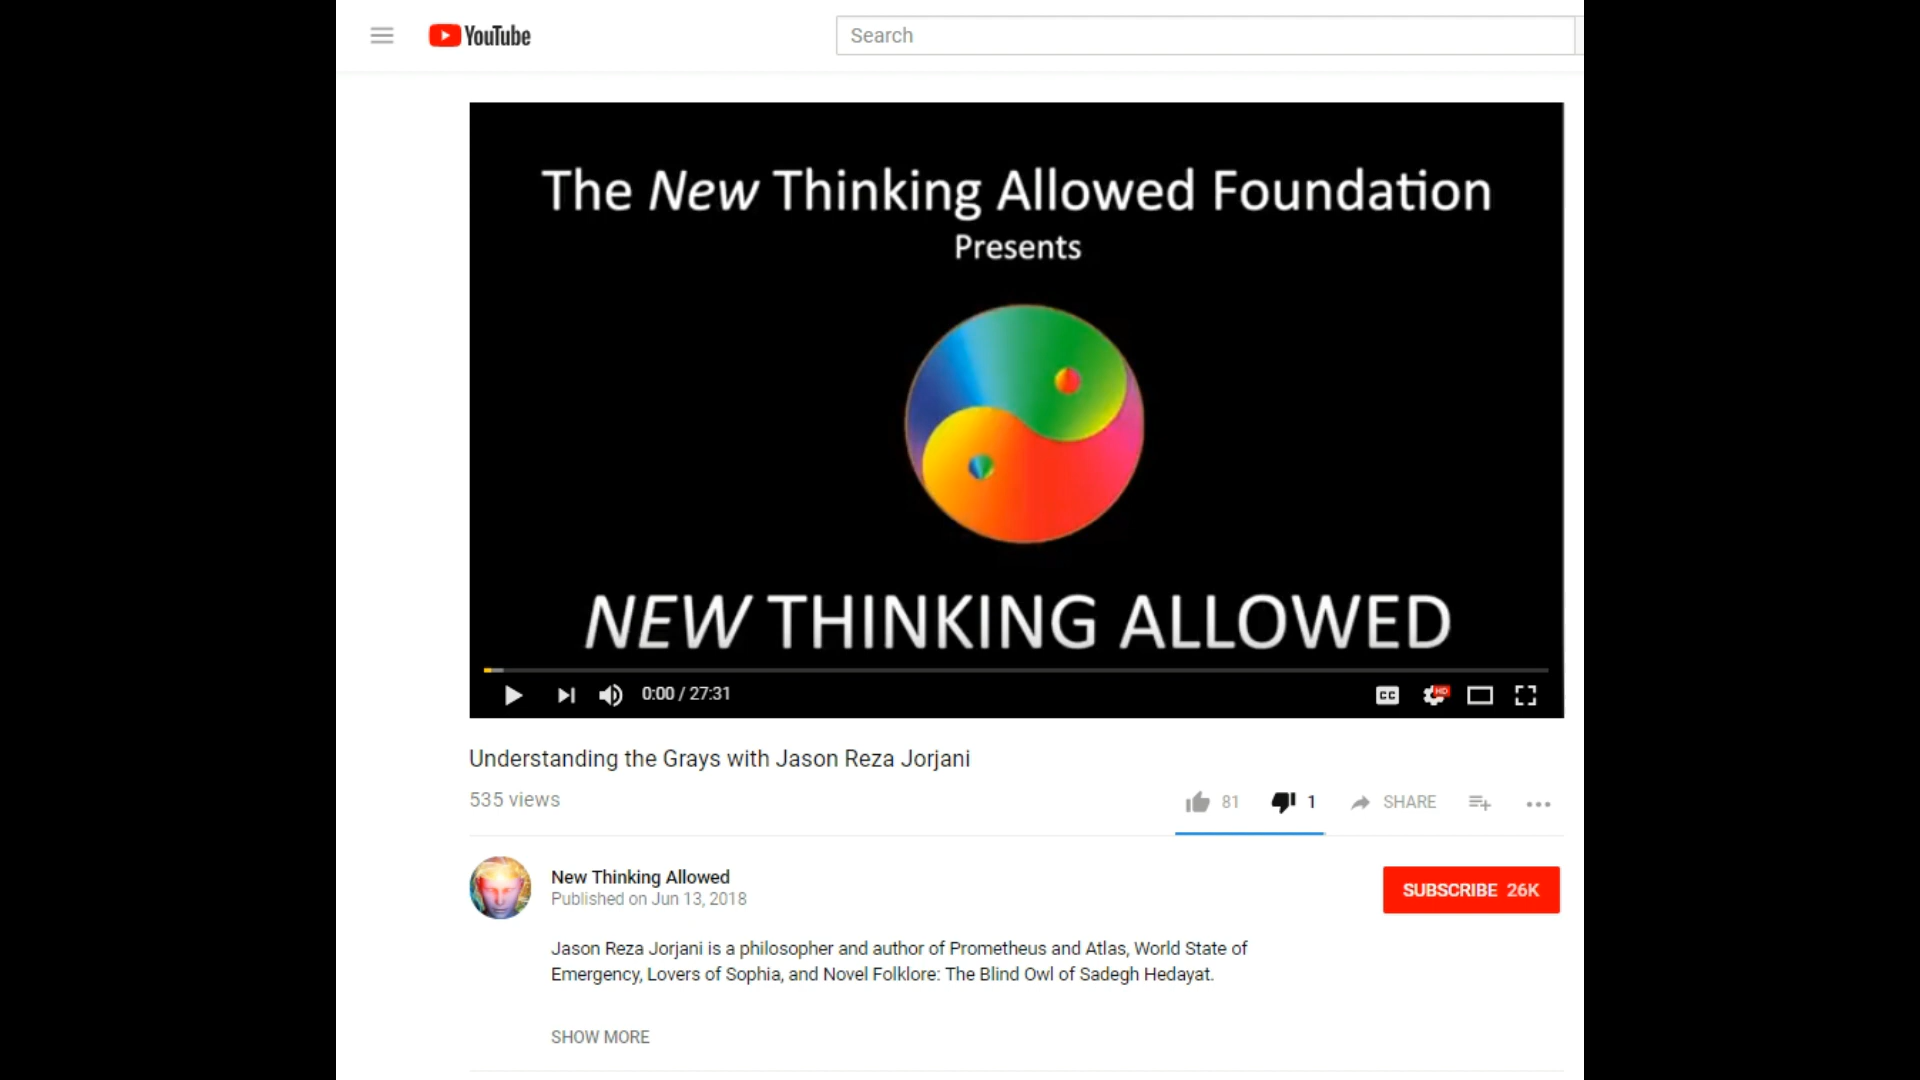 YouTube
Search
The New Thinking Allowed Foundation
Presents
NEW THINKING ALLOWED
0:00 / 27:31
CC
HD
Understanding the Grays with Jason Reza Jorjani
535 views
81
1
SHARE
New Thinking Allowed
Published on Jun 13, 2018
SUBSCRIBE 26K
Jason Reza Jorjani is a philosopher and author of Prometheus and Atlas, World State of
Emergency, Lovers of Sophia, and Novel Folklore: The Blind Owl of Sadegh Hedayat.
SHOW MORE